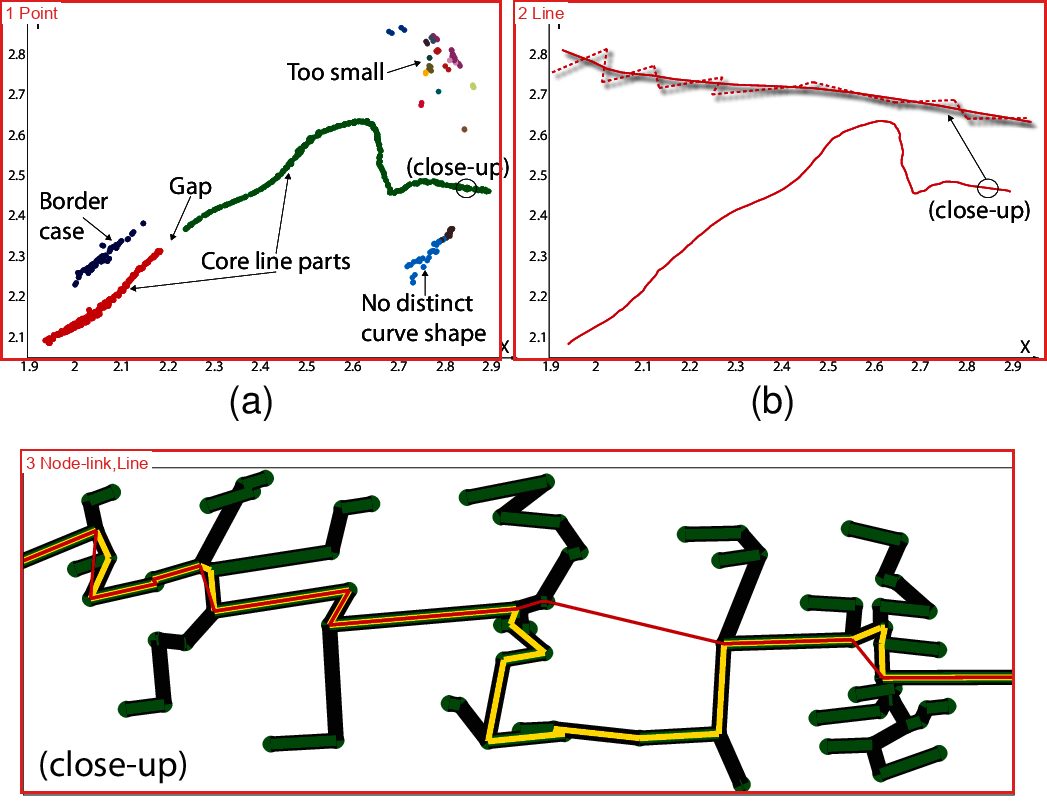 1 Point
2.8
2.7
2.6
2.5
2.4
2.3
2.2
2.1
Too small
(close-up)
Gap
Border
case
Core line parts
No distinct
curve shape
X
1.9 2 2.1 2.2 2.3 2.4 2.5 2.6 2.7 2.8 2.9
(a)
2 Line
2.8
2.7
2.6
2.5
2.4
2.3
2.2
2.1
(close-up)
X
1.9 2 2.1 2.2 2.3 2.4 2.5 2.6 2.7 2.8 2.9
(b)
3 Node-link,Line
(close-up)